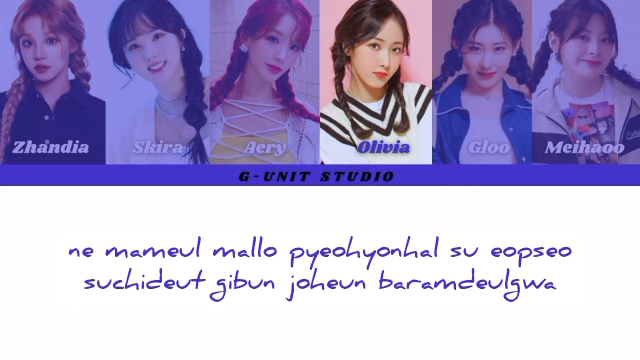 Zhandia Skira Aery Olivia Gloo Meihaoo
G-UNIT STUDIO
ne mameul mallo pyeohyonhal su eopseo
suchideut gibun joheun baramdeulgwa